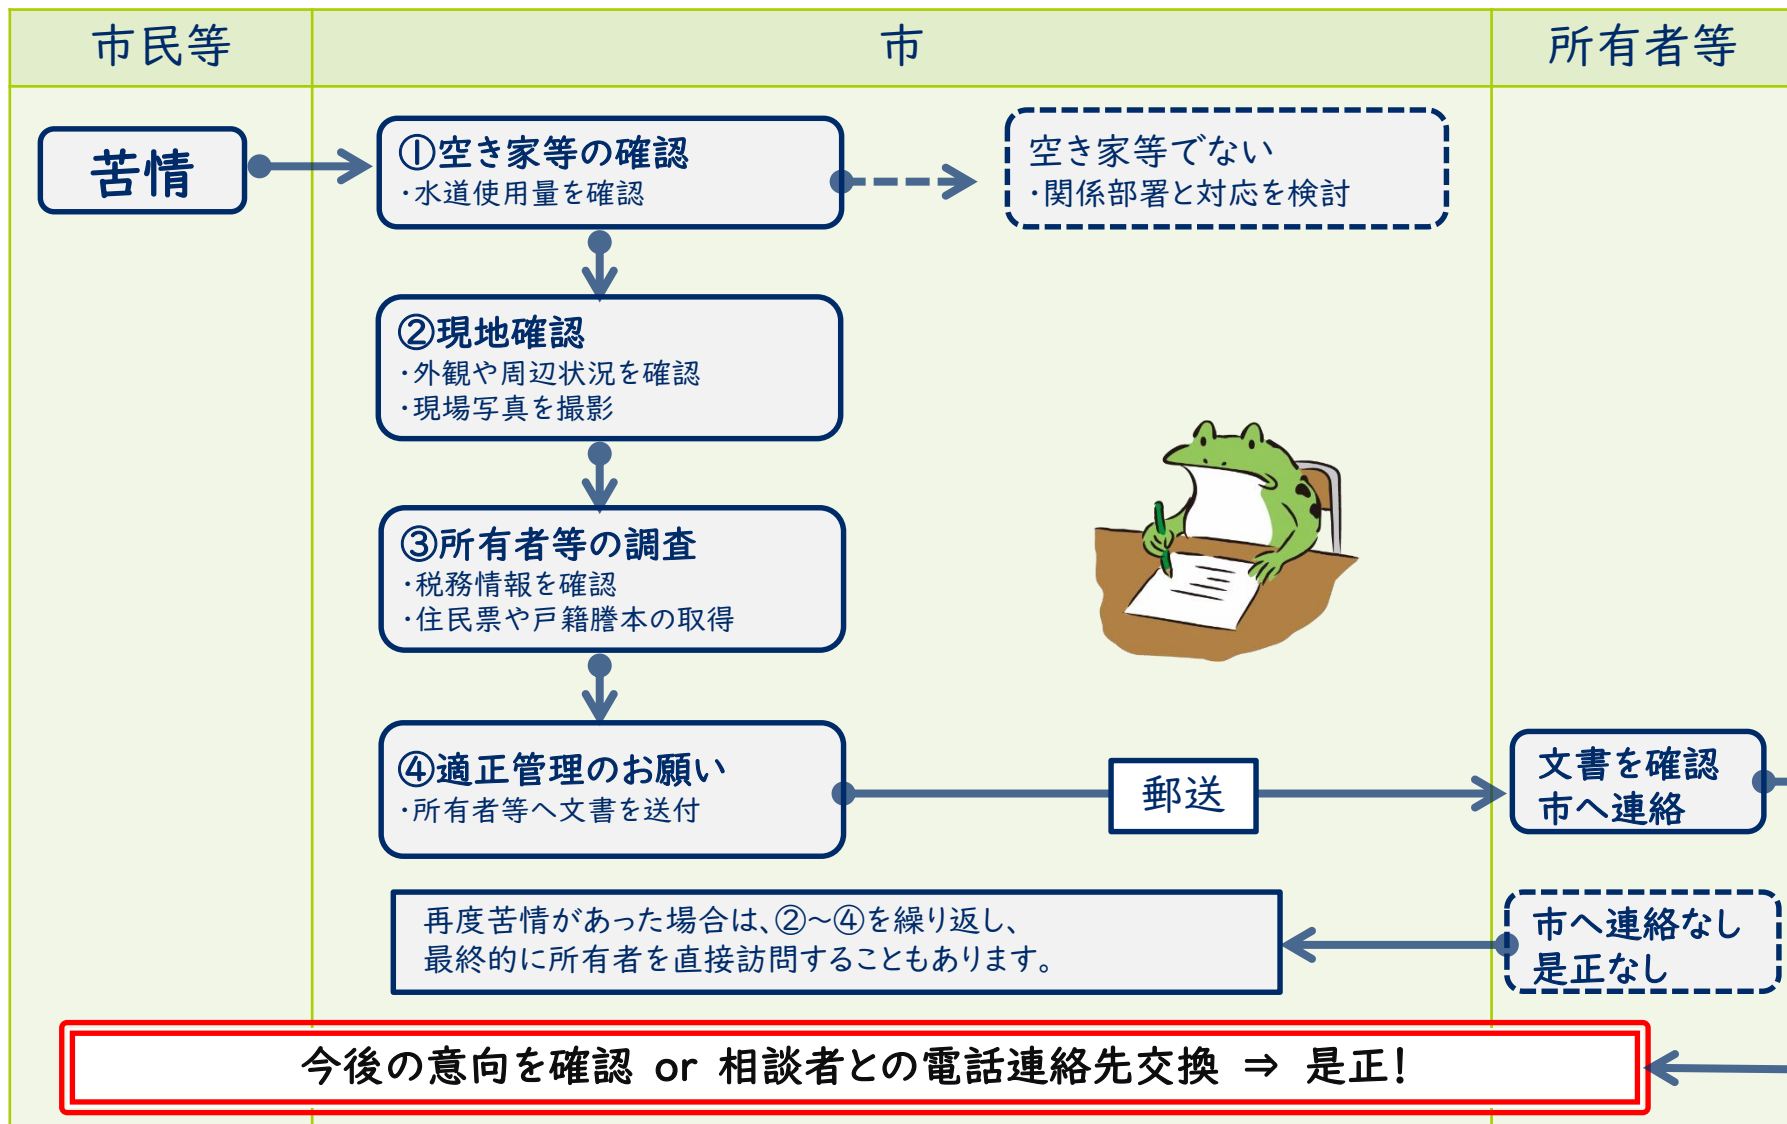 市民等
市
所有者等
苦情
①空き家等の確認
・水道使用量を確認
空き家等でない
・関係部署と対応を検討
②現地確認
・外観や周辺状況を確認
・現場写真を撮影
③所有者等の調査
・税務情報を確認
・住民票や戸籍謄本の取得
④適正管理のお願い
・所有者等へ文書を送付
郵送
文書を確認
市へ連絡
再度苦情があった場合は、②～④を繰り返し、
最終的に所有者を直接訪問することもあります。
市へ連絡なし
是正なし
今後の意向を確認 or 相談者との電話連絡先交換 ⇒ 是正！